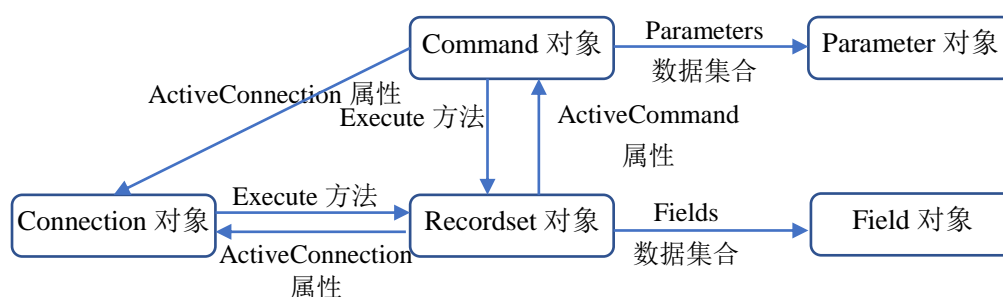 Command 对象
Parameters
数据集合
Parameter 对象
ActiveConnection 属性
Execute 方法
ActiveCommand
属性
Connection 对象
Execute 方法
ActiveConnection
属性
Recordset 对象
Fields
数据集合
Field 对象